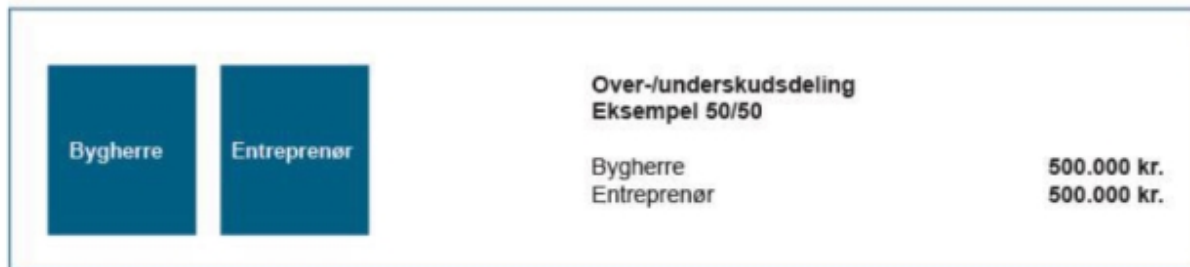 Bygherre
Entreprenør
Over-/underskudsdeling
Eksempel 50/50
Bygherre 500.000 kr.
Entreprenør 500.000 kr.